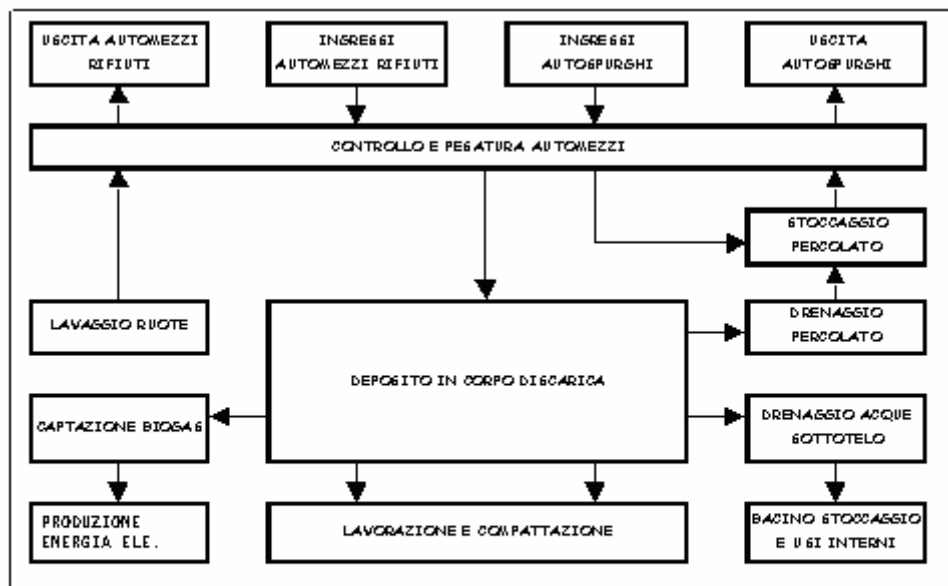 USCITA AUTOMEZZI
RIFIUTI
INGRESSI
AUTOMEZZI RIFIUTI
INGRESSI
AUTOSPURGHI
USCITA
AUTOSPURGHI
CONTROLLO E PESATURA AUTOMEZZI
STOCCAGGIO
PERCOLATO
LAVAGGIO RUOTE
DRENAGGIO
PERCOLATO
DEPOSITO IN CORPO DISCARICA
CAPTAZIONE BIOGAS
DRENAGGIO ACQUE
SOTTOTELO
PRODUZIONE
ENERGIA ELE.
LAVORAZIONE E COMPATTAZIONE
BACINO STOCCAGGIO
E USI INTERNI